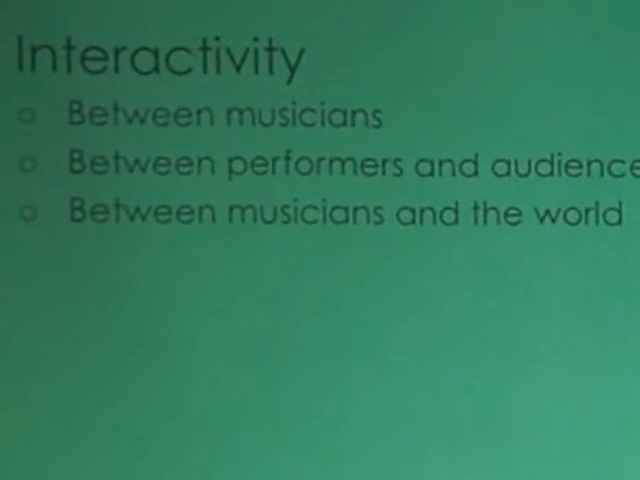 Interactivity
Between musicians
Between performers and audience
Between musicians and the world